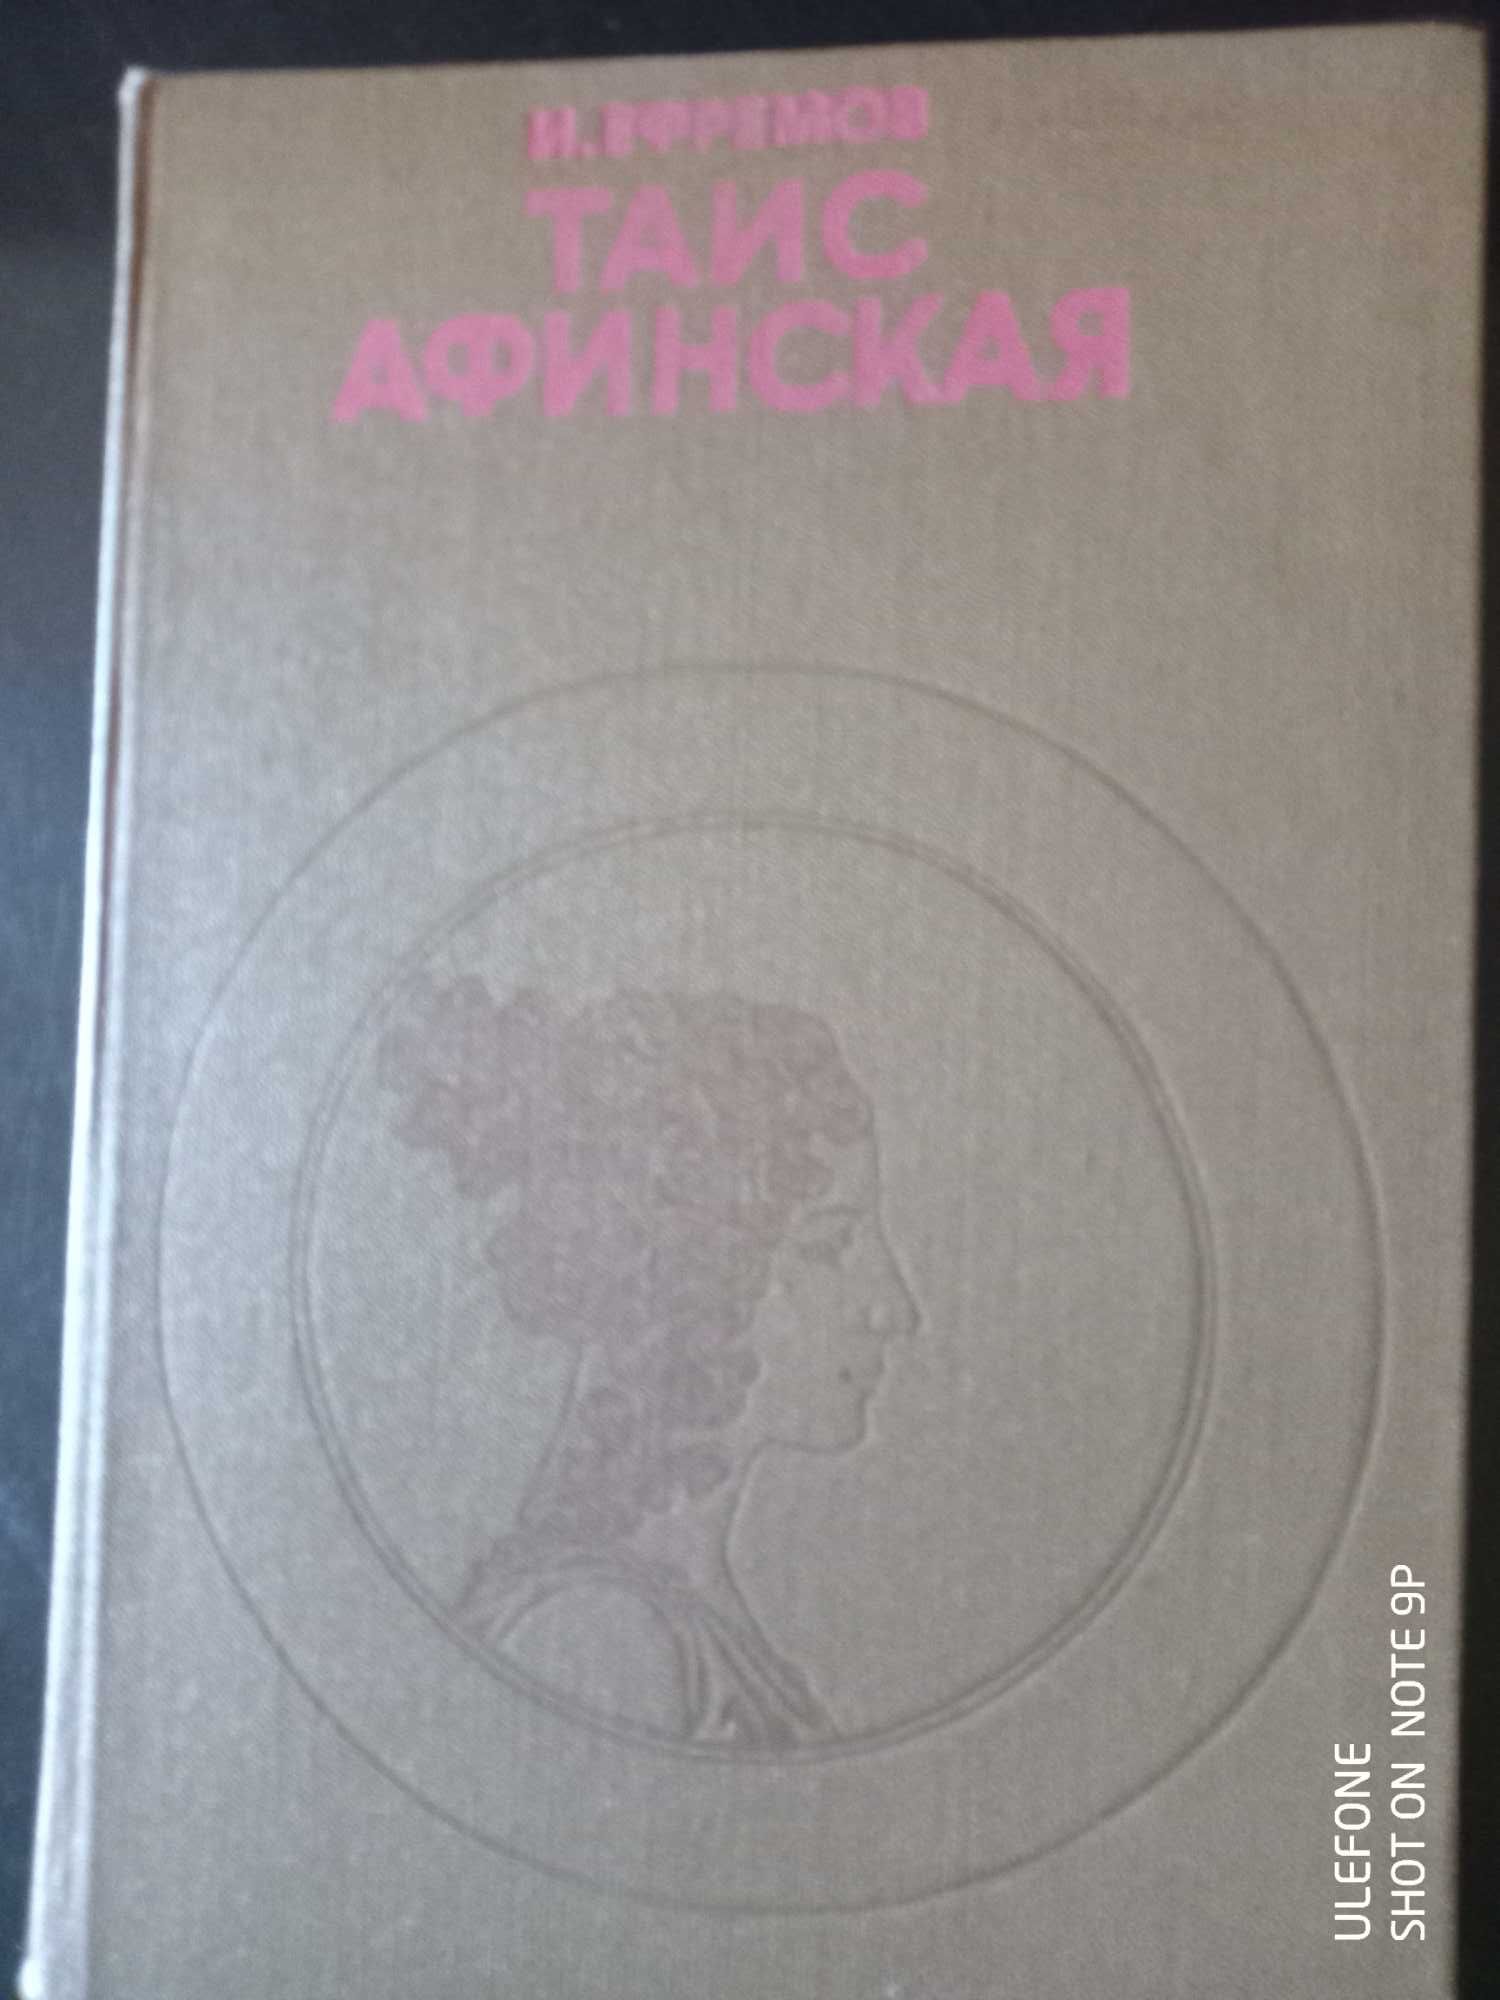 И. ЕФРЕМОВ
ТАИС
АФИНСКАЯ
ULEFONE
SHOT ON NOTE 9P